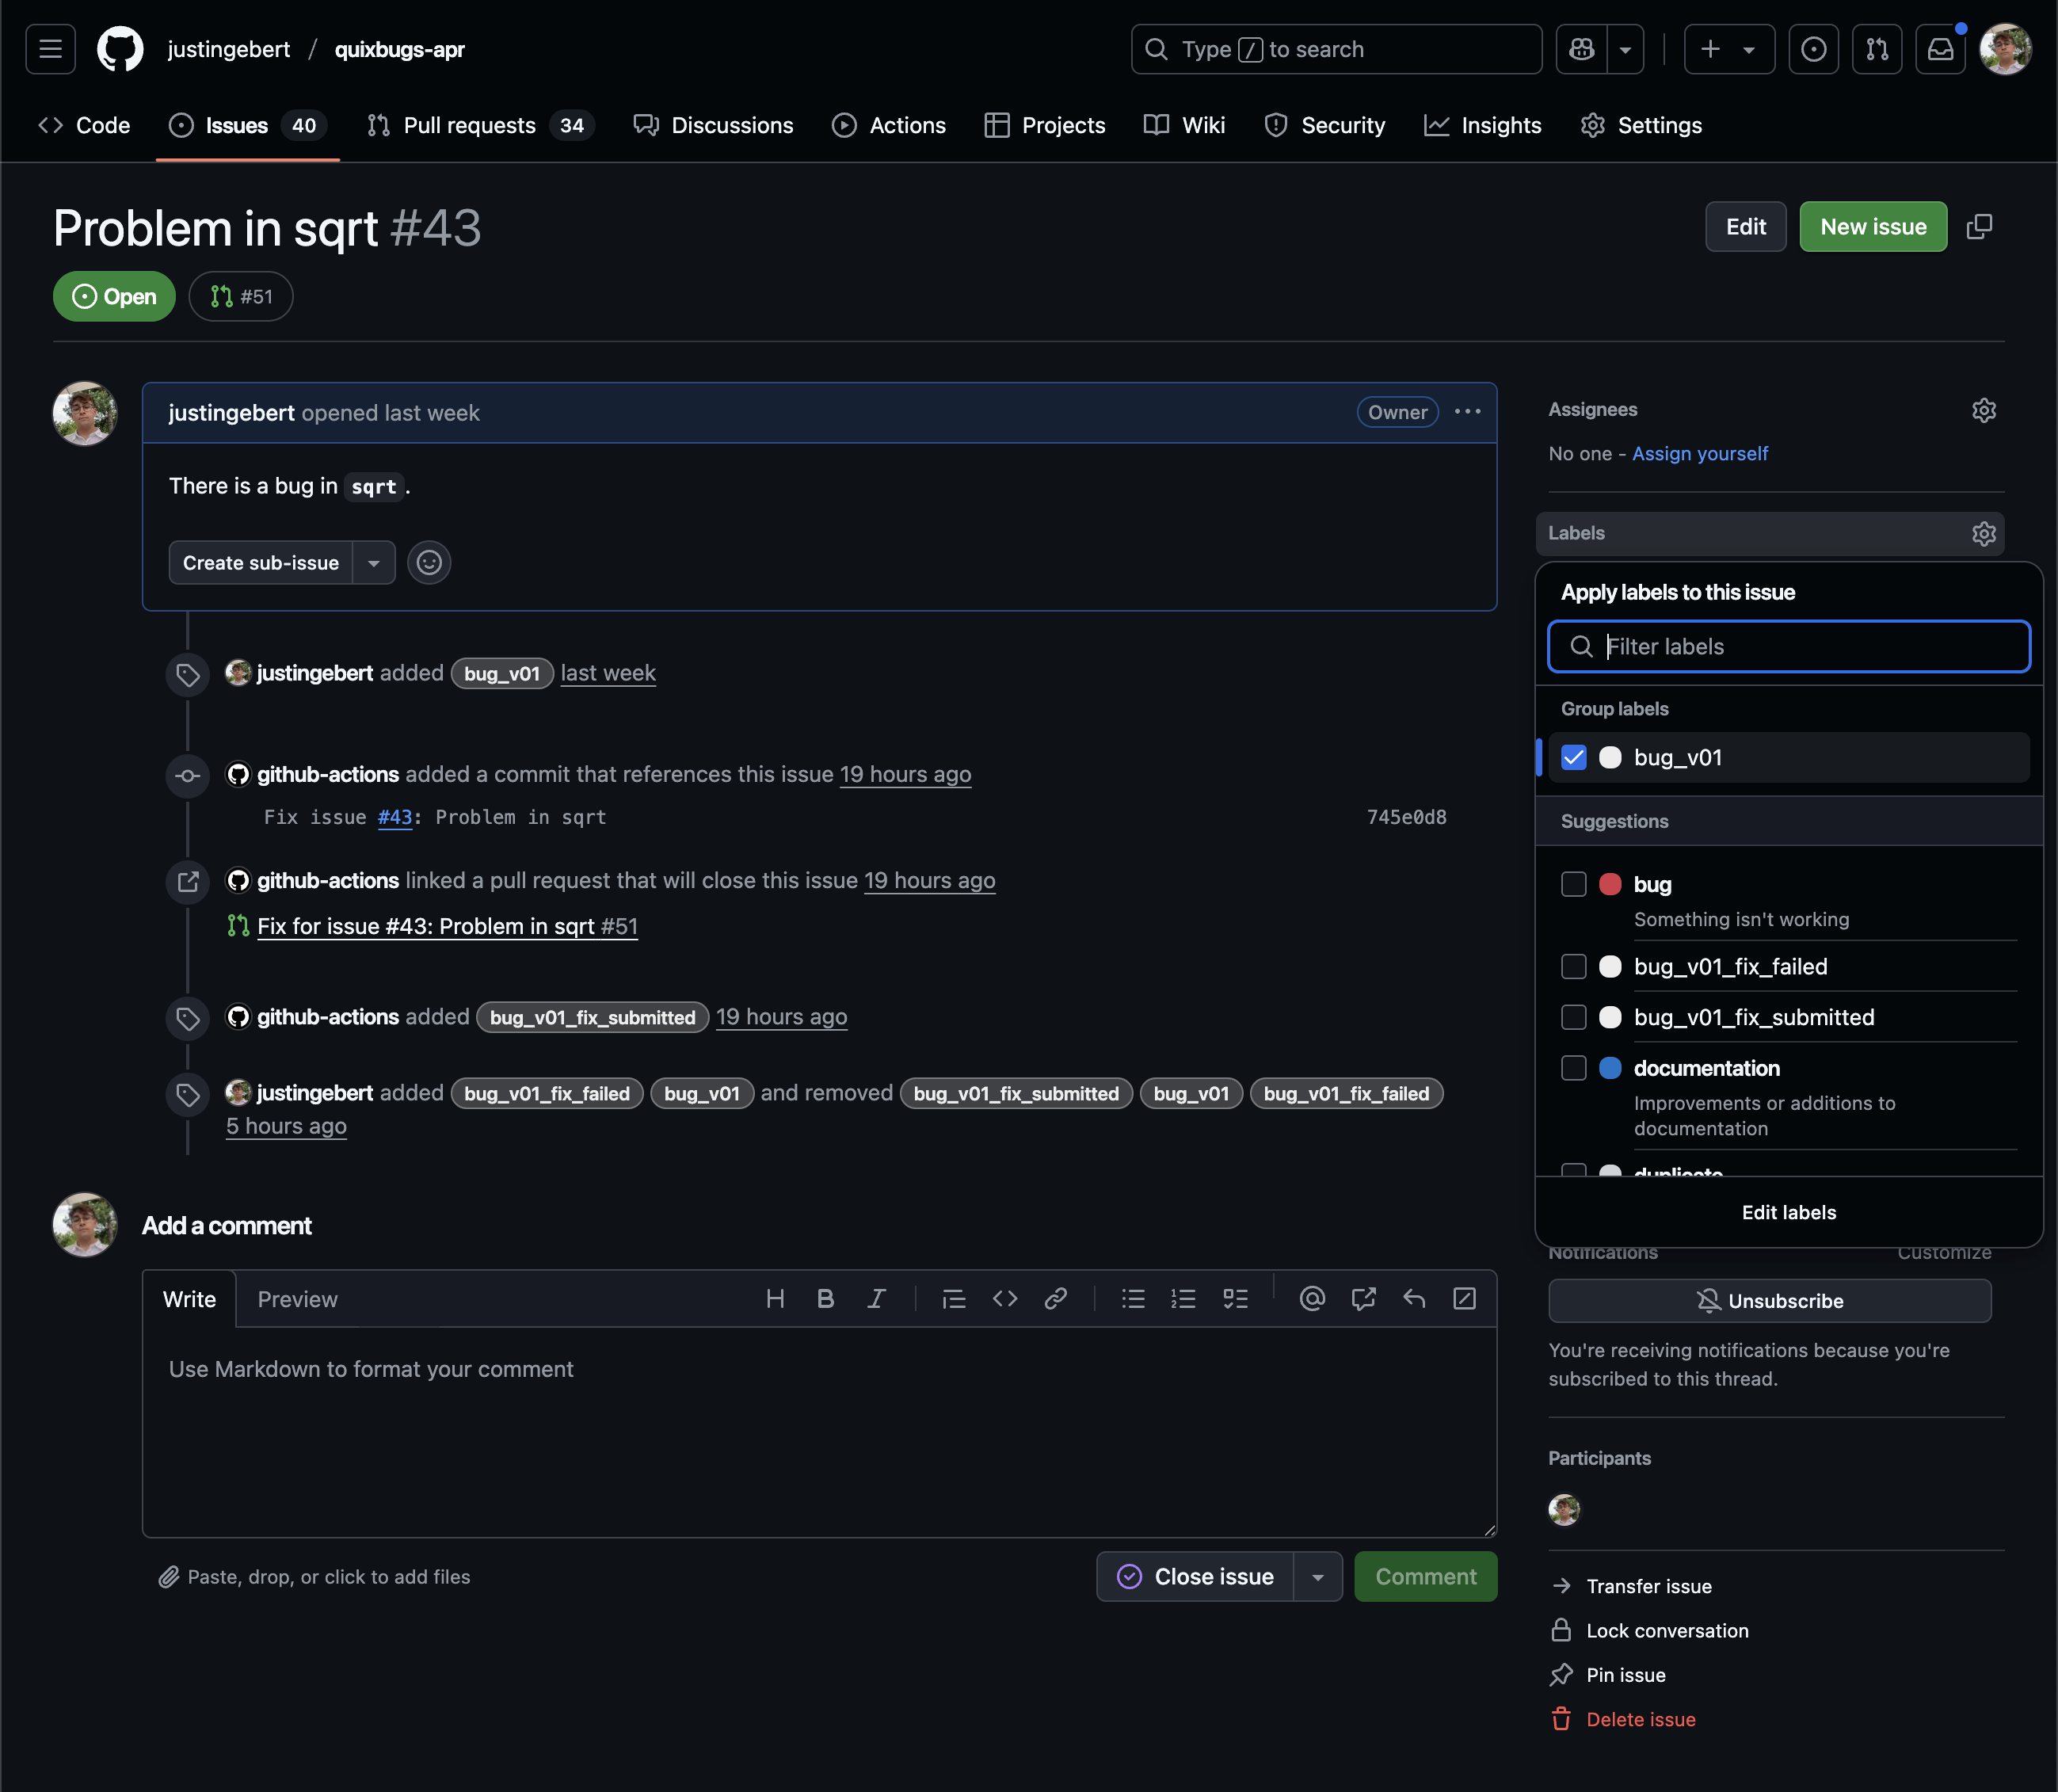 justingebert / quixbugs-apr
Type / to search
Code
Issues 40
Pull requests 34
Discussions
Actions
Projects
Wiki
Security
Insights
Settings
Problem in sqrt #43
Edit
New issue
Open
#51
justingebert opened last week
Owner
There is a bug in sqrt.
Create sub-issue
justingebert added bug_v01 last week
github-actions added a commit that references this issue 19 hours ago
Fix issue #43: Problem in sqrt 745e0d8
github-actions linked a pull request that will close this issue 19 hours ago
Fix for issue #43: Problem in sqrt #51
github-actions added bug_v01_fix_submitted 19 hours ago
justingebert added bug_v01_fix_failed bug_v01 and removed bug_v01_fix_submitted bug_v01 bug_v01_fix_failed
5 hours ago
Add a comment
Write
Preview
Use Markdown to format your comment
Paste, drop, or click to add files
Close issue
Comment
Assignees
No one - Assign yourself
Labels
Apply labels to this issue
Filter labels
Group labels
bug_v01
Suggestions
bug
Something isn't working
bug_v01_fix_failed
bug_v01_fix_submitted
documentation
Improvements or additions to
documentation
duplicate
Edit labels
Notifications
Customize
Unsubscribe
You're receiving notifications because you're
subscribed to this thread.
Participants
Transfer issue
Lock conversation
Pin issue
Delete issue